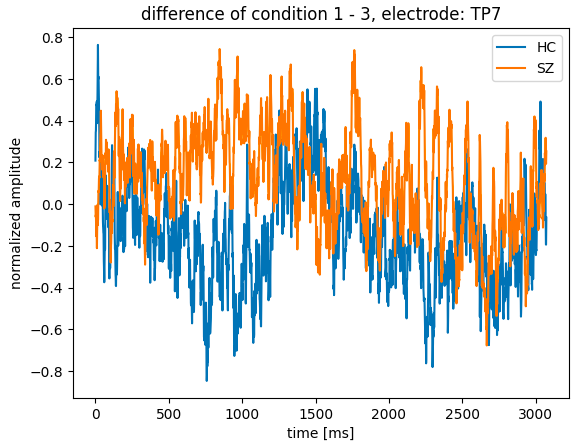 difference of condition 1 - 3, electrode: TP7
HC
SZ
normalized amplitude
0.8
0.6
0.4
0.2
0.0
−0.2
−0.4
−0.6
−0.8
0 500 1000 1500 2000 2500 3000
time [ms]